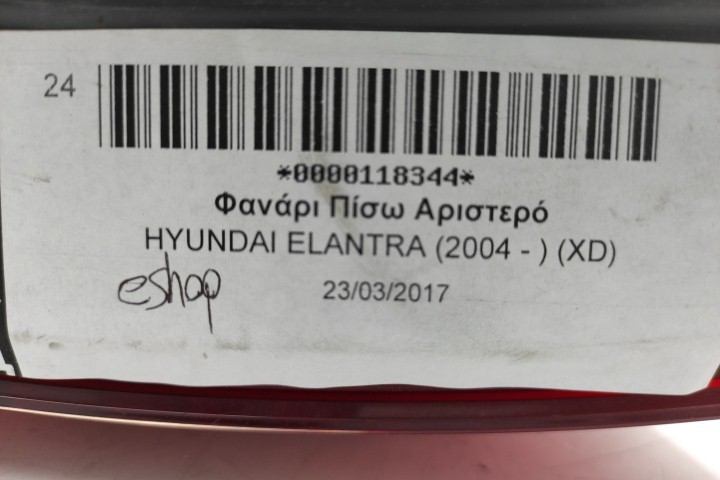 24
*0000118344*
Φανάρι Πίσω Αριστερό
HYUNDAI ELANTRA (2004 - ) (XD)
eshop 23/03/2017